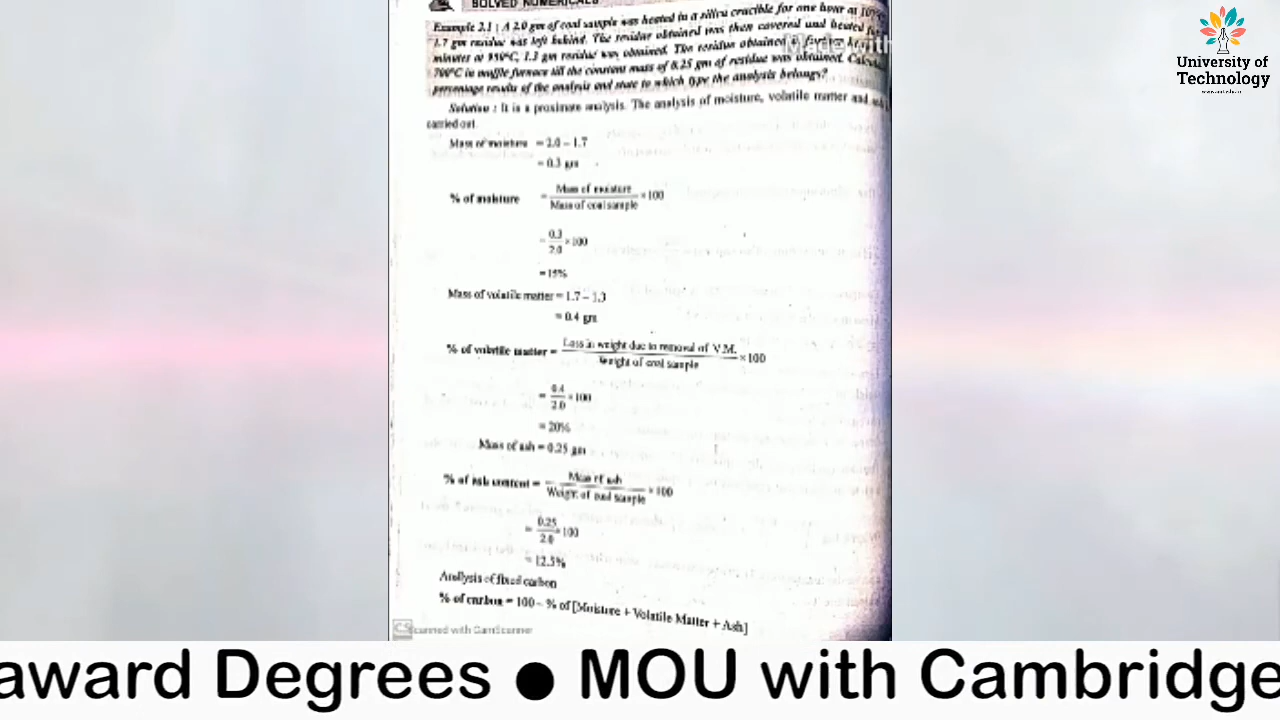 SOLVED NUMERICALS
Example 2.1 : A 2.0 gm of coal sample was heated in a silica crucible for one hour at
1.7 gm residue was left behind. The residue obtained was then covered and heated
minutes at 950°C, 1.3 gm residue was obtained. The residue obtained
700°C in muffle furnace till the constant mass of 0.25 gm of residue was obtained.
percentage results of the analysis and state to which type the analysis belongs?
Made with
University of
Technology
Solution : It is a proximate analysis. The analysis of moisture, volatile matter and
carried out.
Mass of moisture = 2.0 – 1.7
= 0.3 gm
% of moisture = Mass of moisture / Mass of coal sample × 100
= 0.3 / 2.0 × 100
= 15%
Mass of volatile matter = 1.7 – 1.3
= 0.4 gm
% of volatile matter = Loss in weight due to removal of V.M. / Weight of coal sample × 100
= 0.4 / 2.0 × 100
= 20%
Mass of ash = 0.25 gm
% of ash content = Mass of ash / Weight of coal sample × 100
= 0.25 / 2.0 × 100
= 12.5%
Analysis of fixed carbon
% of carbon = 100 – % of [Moisture + Volatile Matter + Ash]
CS Scanned with CamScanner
award Degrees ● MOU with Cambridge